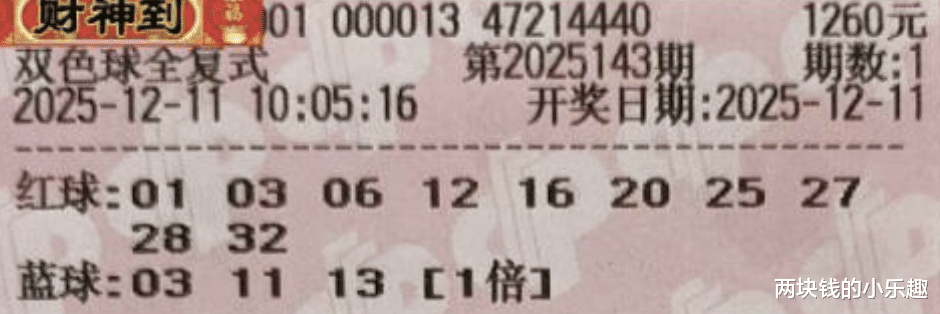 财神到
福
001 000013 47214440 1260元
双色球全复式 第2025143期 期数:1
2025-12-11 10:05:16 开奖日期:2025-12-11
红球:01 03 06 12 16 20 25 27
28 32
蓝球:03 11 13 [1倍]
两块钱的小乐趣